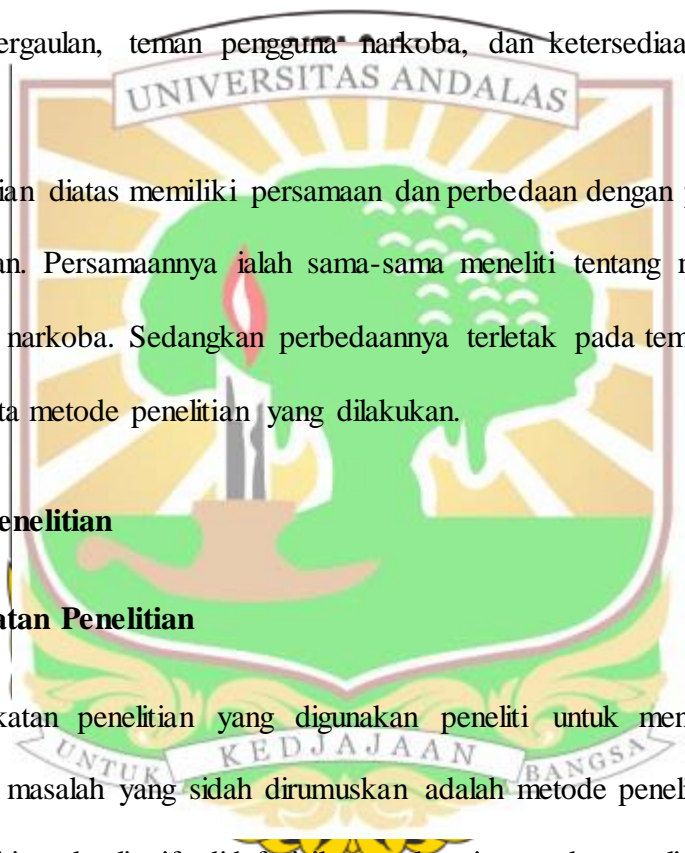 ergaulan, teman pengguna narkoba, dan ketersediaa
UNIVERSITAS ANDALAS
ian diatas memiliki persamaan dan perbedaan dengan
an. Persamaannya ialah sama-sama meneliti tentang
narkoba. Sedangkan perbedaannya terletak pada tem
ta metode penelitian yang dilakukan.
enelitian
atan Penelitian
katan penelitian yang digunakan peneliti untuk men
UNTUK KEDJAJAAN BANGSA
masalah yang sidah dirumuskan adalah metode penel